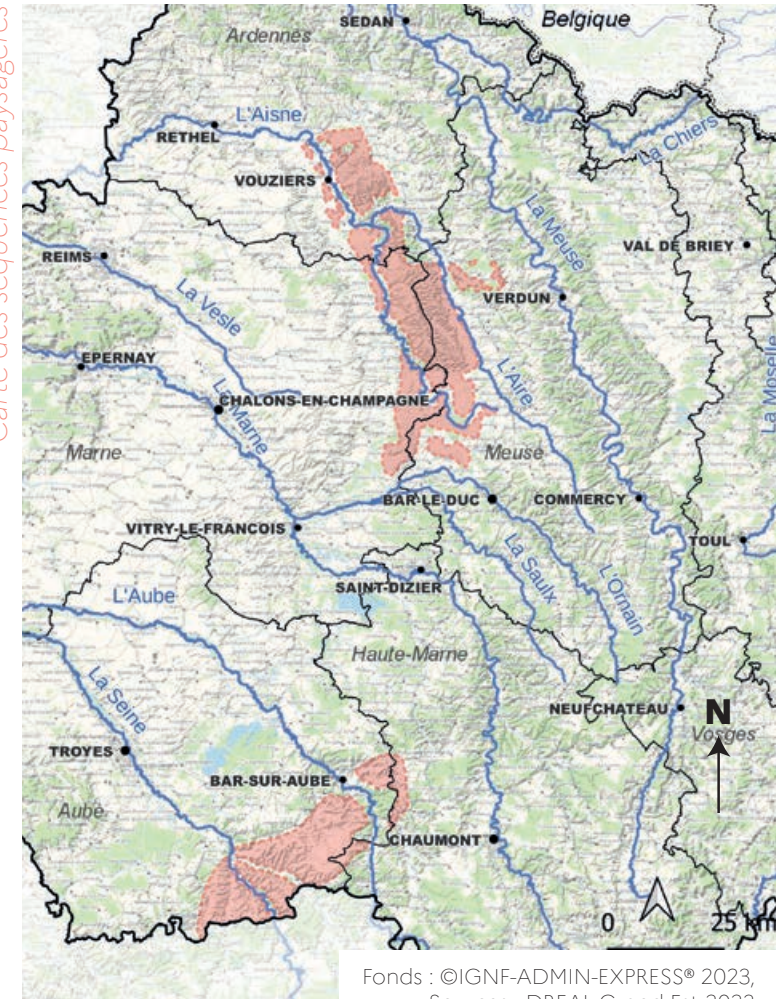 Carte des séquences paysagères
SEDAN
Belgique
Ardennes
L'Aisne
RETHEL
La Chiers
VOUZIERS
La Meuse
VAL DE BRIEY
REIMS
La Vesle
VERDUN
EPERNAY
L'Aire
La Moselle
CHALONS-EN-CHAMPAGNE
La Marne
Marne
Meuse
BAR-LE-DUC
COMMERCY
VITRY-LE-FRANCOIS
TOUL
La Saulx
SAINT-DIZIER
L'Ornain
L'Aube
Haute-Marne
La Seine
NEUFCHATEAU
N
Vosges
TROYES
BAR-SUR-AUBE
Aube
CHAUMONT
0 25 km
Fonds : ©IGNF-ADMIN-EXPRESS® 2023,